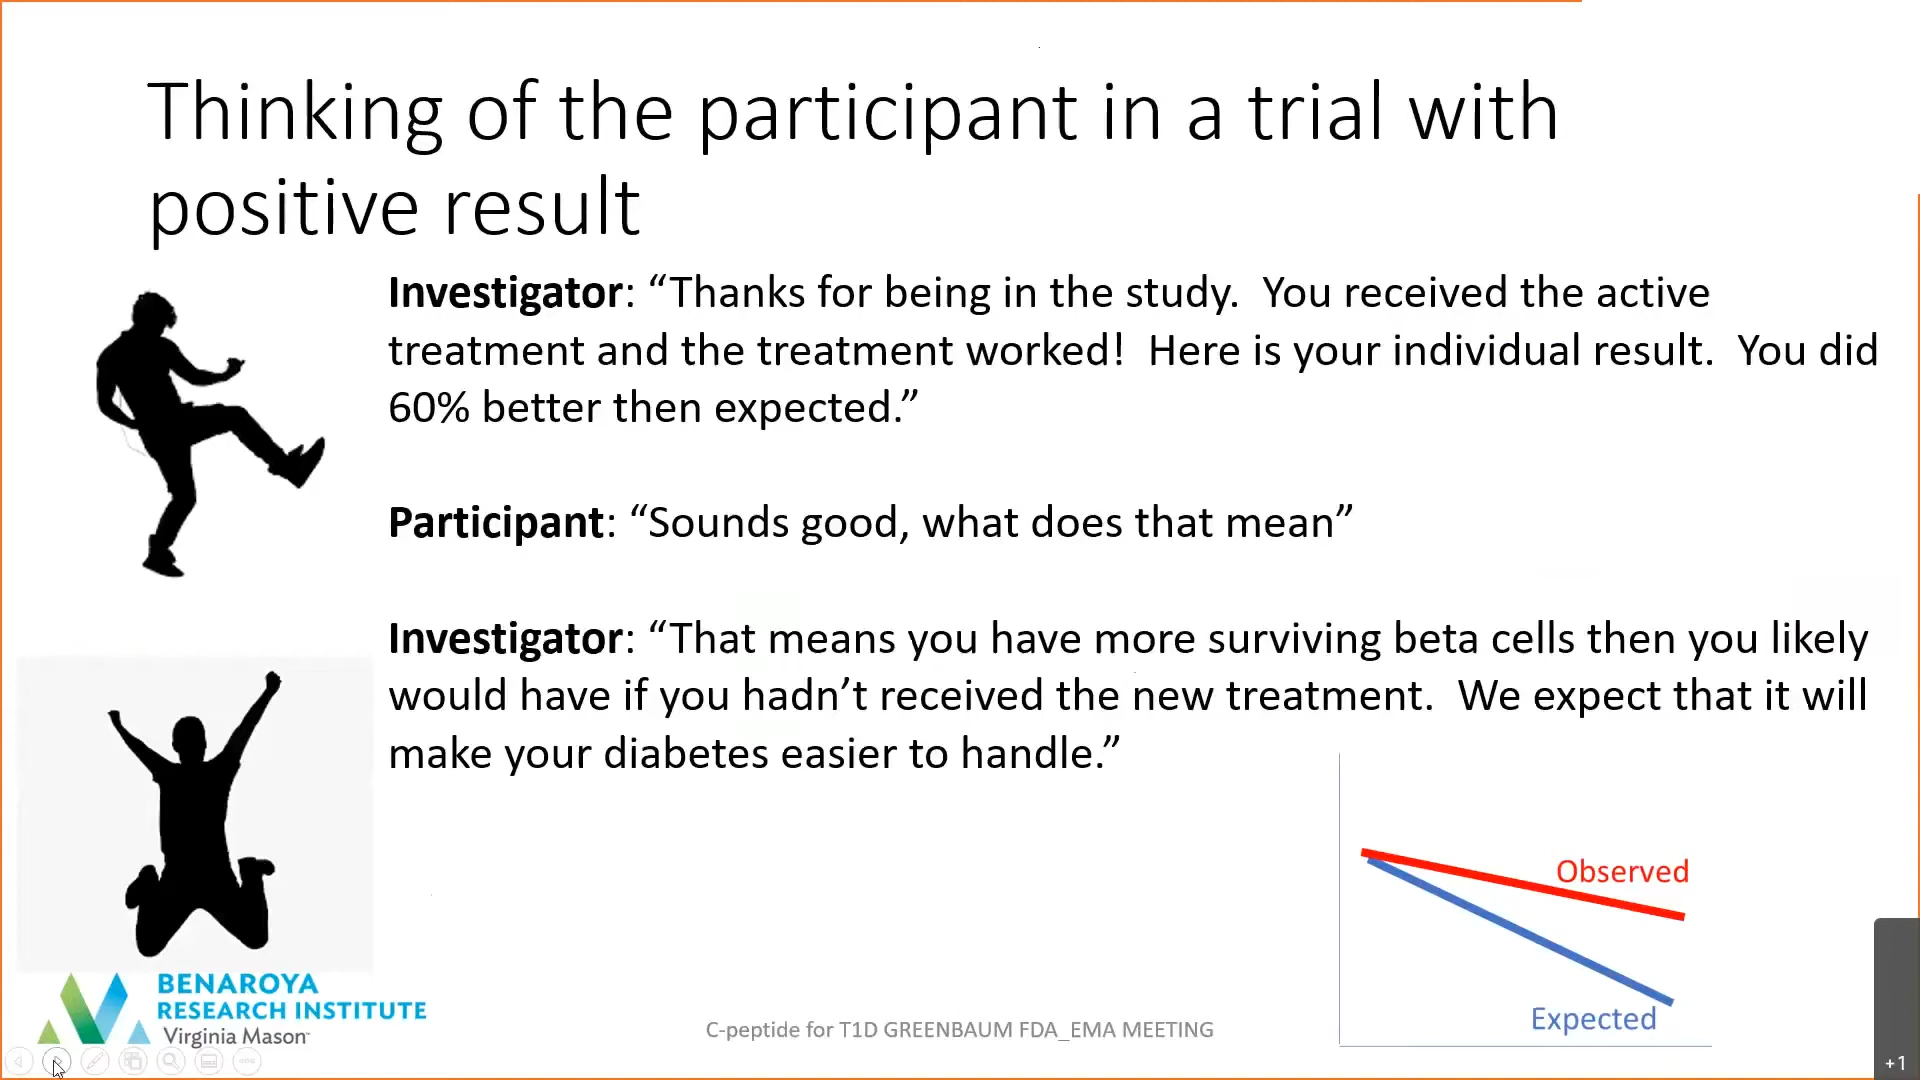 Thinking of the participant in a trial with
positive result
Investigator: “Thanks for being in the study.  You received the active
treatment and the treatment worked!  Here is your individual result.  You did
60% better then expected.”
Participant: “Sounds good, what does that mean”
Investigator: “That means you have more surviving beta cells then you likely
would have if you hadn’t received the new treatment.  We expect that it will
make your diabetes easier to handle.”
Observed
Expected
BENAROYA
RESEARCH INSTITUTE
Virginia Mason
C-peptide for T1D GREENBAUM FDA_EMA MEETING
+1